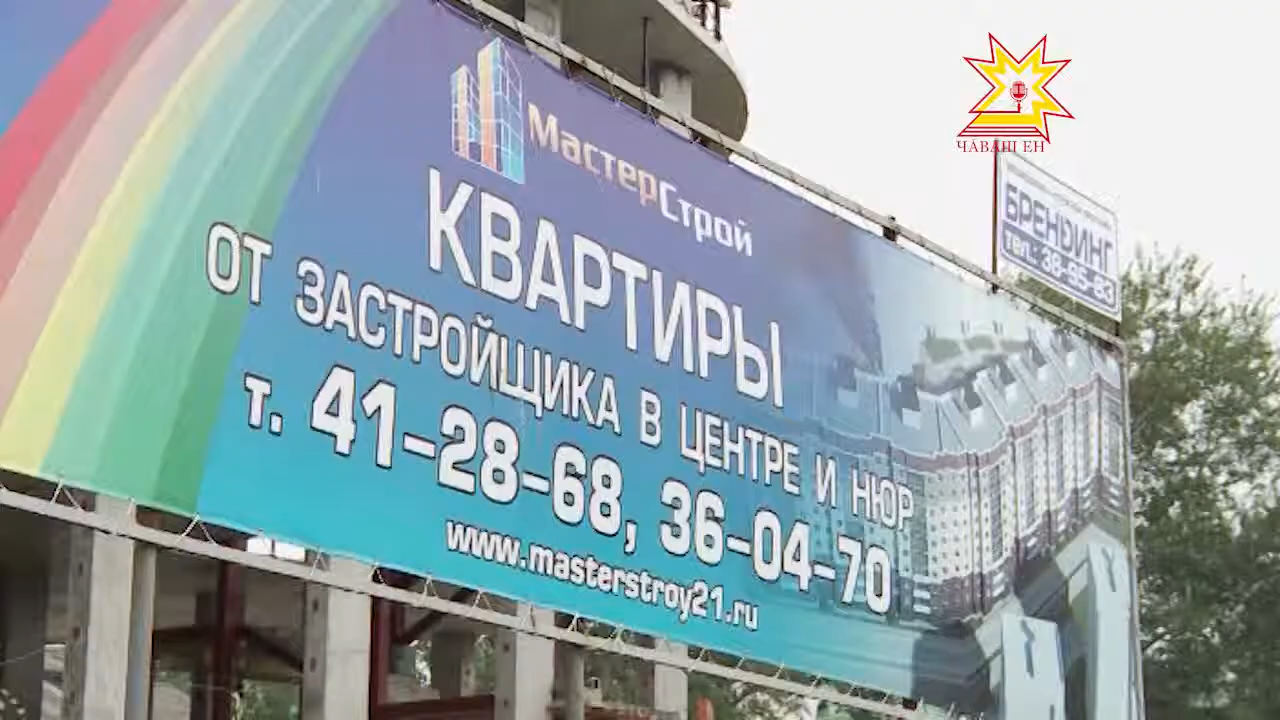 ЧӐВАШ ЕН
МастерСтрой
КВАРТИРЫ
ОТ ЗАСТРОЙЩИКА В ЦЕНТРЕ И НЮР
т. 41-28-68, 36-04-70
www.masterstroy21.ru
БРЕНДИНГ
тел.: 38-95-83